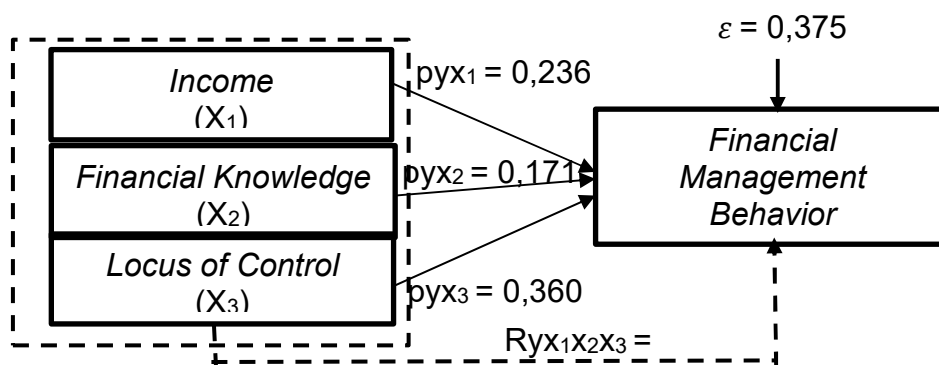 ε = 0,375
Income
(X₁)
pyx₁ = 0,236
Financial Knowledge
(X₂)
pyx₂ = 0,171
Locus of Control
(X₃)
pyx₃ = 0,360
Financial
Management
Behavior
Ryx₁x₂x₃ =